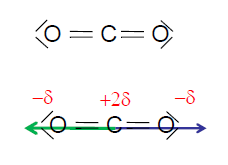 O = C = O
−δ +2δ −δ
O = C = O